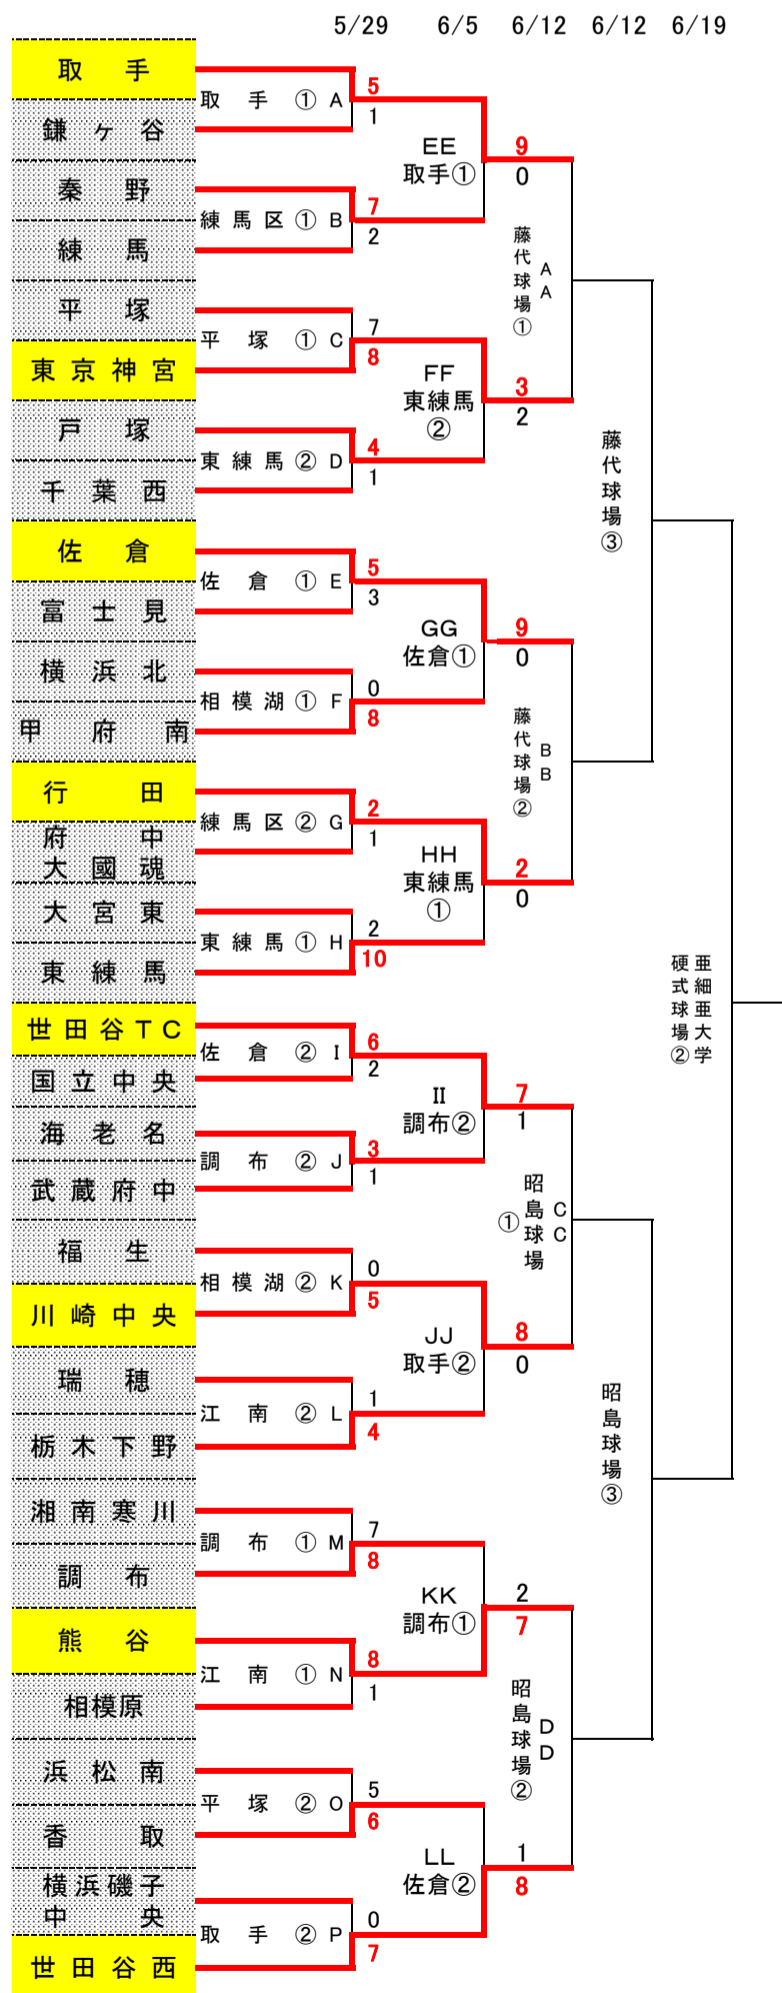 5/29 6/5 6/12 6/12 6/19
取手
鎌ヶ谷
取手 ① A
5
1
秦野
練馬
練馬区 ① B
7
2
EE
取手①
9
0
平塚
東京神宮
平塚 ① C
7
8
戸塚
千葉西
東練馬 ② D
4
1
FF
東練馬
②
3
2
藤代球場①
AA
佐倉
富士見
佐倉 ① E
5
3
横浜北
甲府南
相模湖 ① F
0
8
GG
佐倉①
9
0
行田
府中
大國魂
練馬区 ② G
2
1
大宮東
東練馬
東練馬 ① H
2
10
HH
東練馬
①
2
0
藤代球場②
BB
藤代球場③
世田谷TC
国立中央
佐倉 ② I
6
2
海老名
武蔵府中
調布 ② J
3
1
II
調布②
7
1
福生
川崎中央
相模湖 ② K
0
5
瑞穂
栃木下野
江南 ② L
1
4
JJ
取手②
8
0
昭島球場
①
CC
湘南寒川
調布
調布 ① M
7
8
熊谷
相模原
江南 ① N
8
1
KK
調布①
2
7
浜松南
香取
平塚 ② O
5
6
横浜磯子
中央
世田谷西
取手 ② P
0
7
LL
佐倉②
1
8
昭島球場②
DD
昭島球場③
亜細亜大学
硬式球場②